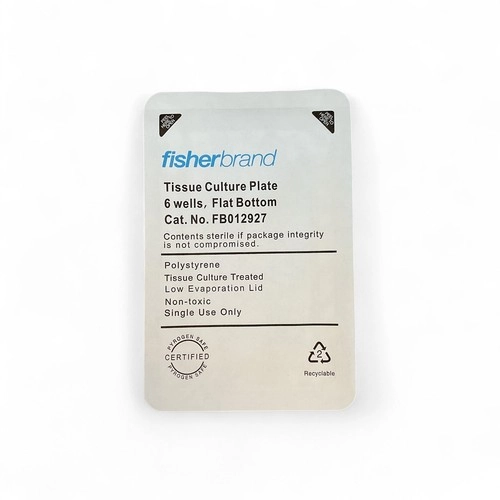 fisherbrand
Tissue Culture Plate
6 wells, Flat Bottom
Cat. No. FB012927
Contents sterile if package integrity
is not compromised.
Polystyrene
Tissue Culture Treated
Low Evaporation Lid
Non-toxic
Single Use Only
PYROGEN SAFE
CERTIFIED
PYROGEN SAFE
2
Recyclable